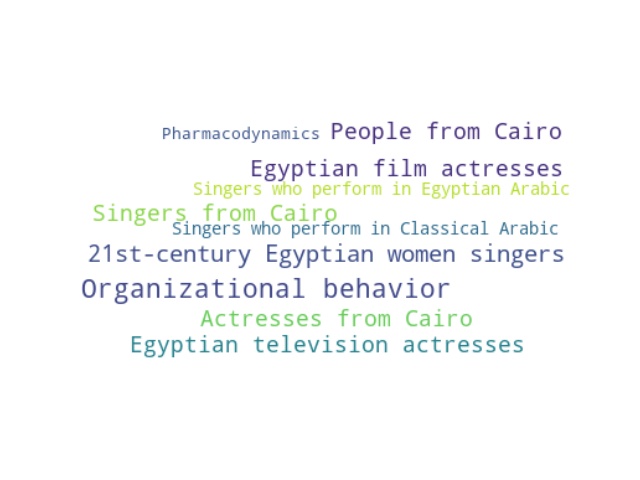 Pharmacodynamics People from Cairo
Egyptian film actresses
Singers who perform in Egyptian Arabic
Singers from Cairo
Singers who perform in Classical Arabic
21st-century Egyptian women singers
Organizational behavior
Actresses from Cairo
Egyptian television actresses